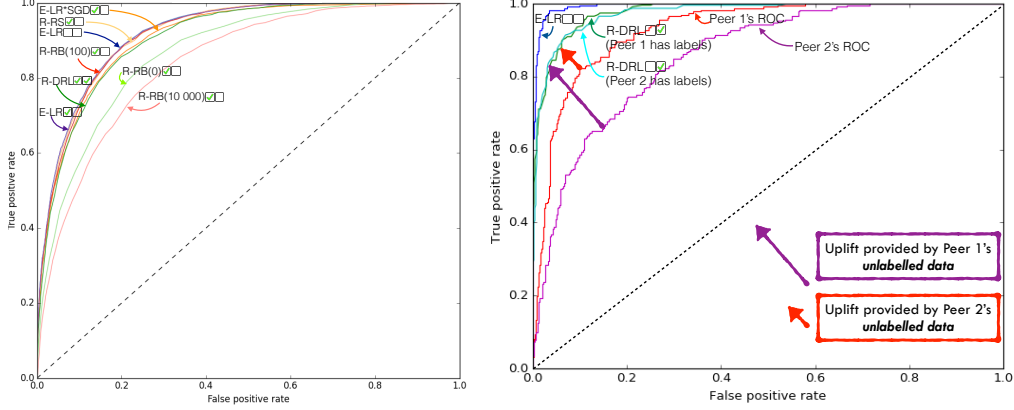 E-LR*SGD☑☐
R-RS☑☐
E-LR☐☐
R-RB(100)☑☐
R-RB(0)☑☐
R-DRL☑☑
R-RB(10 000)☑☐
E-LR☑☑
1.0
0.8
0.6
0.4
0.2
0.0
0.0 0.2 0.4 0.6 0.8 1.0
True positive rate
False positive rate
E-LR☐☐
Peer 1's ROC
R-DRL☐☑
(Peer 1 has labels)
Peer 2's ROC
R-DRL☐☑
(Peer 2 has labels)
Uplift provided by Peer 1's
unlabelled data
Uplift provided by Peer 2's
unlabelled data
1.0
0.8
0.6
0.4
0.2
0.0
0.0 0.2 0.4 0.6 0.8 1.0
True positive rate
False positive rate